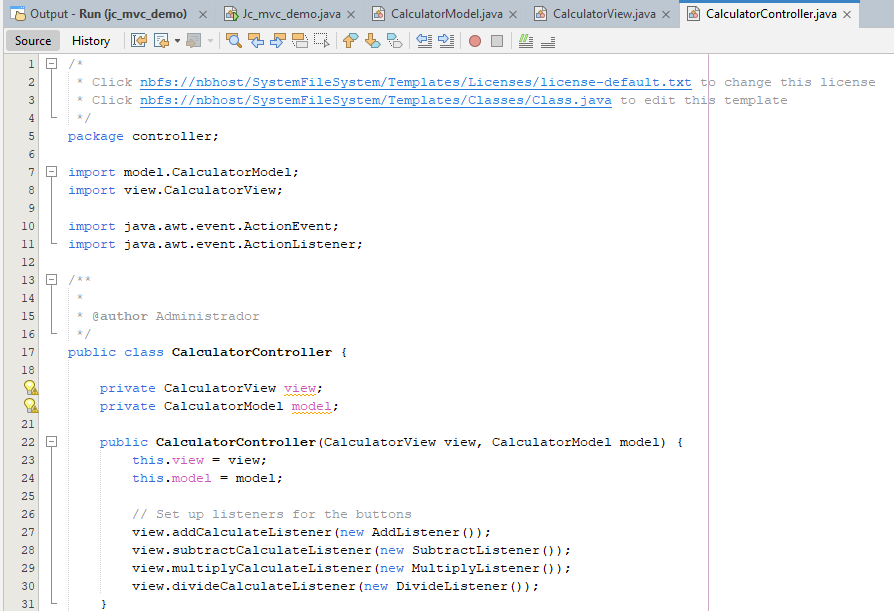 Output - Run (jc_mvc_demo) × Jc_mvc_demo.java × CalculatorModel.java × CalculatorView.java × CalculatorController.java ×
Source History
1 /*
2  * Click nbfs://nbhost/SystemFileSystem/Templates/Licenses/license-default.txt to change this license
3  * Click nbfs://nbhost/SystemFileSystem/Templates/Classes/Class.java to edit this template
4  */
5 package controller;
6
7 import model.CalculatorModel;
8 import view.CalculatorView;
9
10 import java.awt.event.ActionEvent;
11 import java.awt.event.ActionListener;
12
13 /**
14  *
15  * @author Administrador
16  */
17 public class CalculatorController {
18
    private CalculatorView view;
    private CalculatorModel model;
21
22     public CalculatorController(CalculatorView view, CalculatorModel model) {
23         this.view = view;
24         this.model = model;
25
26         // Set up listeners for the buttons
27         view.addCalculateListener(new AddListener());
28         view.subtractCalculateListener(new SubtractListener());
29         view.multiplyCalculateListener(new MultiplyListener());
30         view.divideCalculateListener(new DivideListener());
31     }